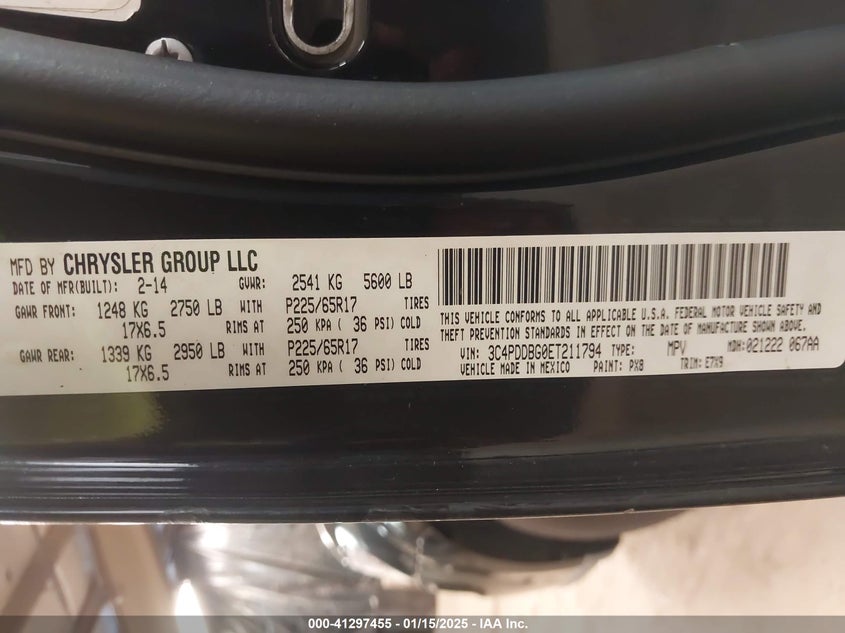 MFD BY CHRYSLER GROUP LLC
DATE OF MFR(BUILT): 2-14 GVWR: 2541 KG 5600 LB
GAWR FRONT: 1248 KG 2750 LB WITH P225/65R17 TIRES
17X6.5 RIMS AT 250 KPA ( 36 PSI) COLD
GAWR REAR: 1339 KG 2950 LB WITH P225/65R17 TIRES
17X6.5 RIMS AT 250 KPA ( 36 PSI) COLD
THIS VEHICLE CONFORMS TO ALL APPLICABLE U.S.A. FEDERAL MOTOR VEHICLE SAFETY AND
THEFT PREVENTION STANDARDS IN EFFECT ON THE DATE OF MANUFACTURE SHOWN ABOVE.
VIN: 3C4PDDBG0ET211794 TYPE: MPV MDH: 021222 067AA
VEHICLE MADE IN MEXICO PAINT: PX8 TRIM: E7X9
000-41297455 - 01/15/2025 - IAA Inc.